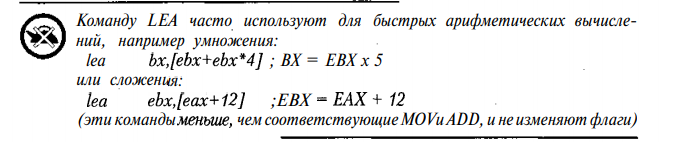 Команду LEA часто используют для быстрых арифметических вычисле-
ний, например умножения:
lea bx,[ebx+ebx*4] ; BX = EBX x 5
или сложения:
lea ebx,[eax+12] ;EBX = EAX + 12
(эти команды меньше, чем соответствующие MOVи ADD, и не изменяют флаги)